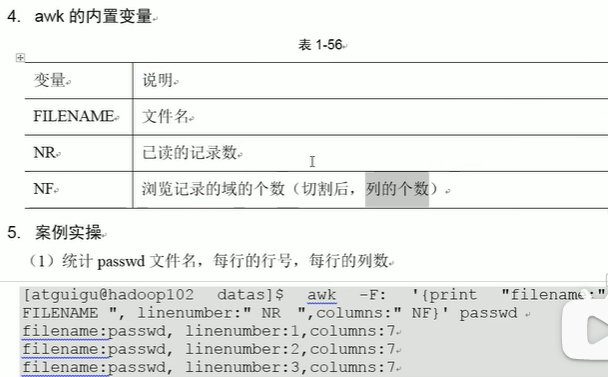 4. awk 的内置变量
表 1-56
变量 说明
FILENAME 文件名
NR 已读的记录数
NF 浏览记录的域的个数（切割后，列的个数）
5. 案例实操
（1）统计 passwd 文件名，每行的行号，每行的列数
[atguigu@hadoop102 datas]$ awk -F: '{print "filename:"
FILENAME ", linenumber:" NR ",columns:" NF}' passwd
filename:passwd, linenumber:1,columns:7
filename:passwd, linenumber:2,columns:7
filename:passwd, linenumber:3,columns:7